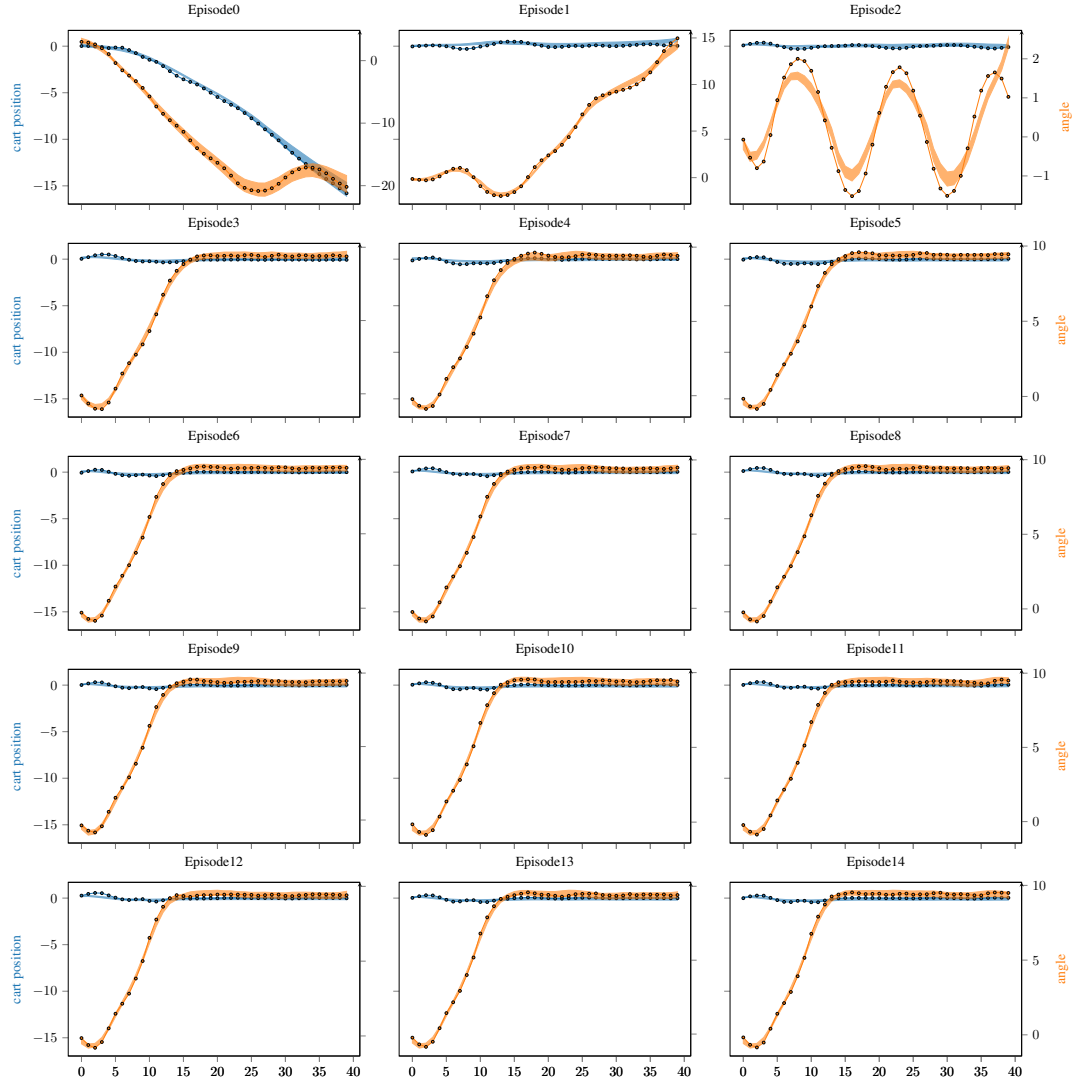 Episode0 Episode1 Episode2
0 0 15 2
−5 10 1
cart position −10 −10 5 0 angle
−15 −20 0 −1
Episode3 Episode4 Episode5
0 10
−5 5
cart position −10 angle
−15 0
Episode6 Episode7 Episode8
0 10
−5 5
cart position −10 angle
−15 0
Episode9 Episode10 Episode11
0 10
−5 5
cart position −10 angle
−15 0
Episode12 Episode13 Episode14
0 10
−5 5
cart position −10 angle
−15 0
0 5 10 15 20 25 30 35 40 0 5 10 15 20 25 30 35 40 0 5 10 15 20 25 30 35 40